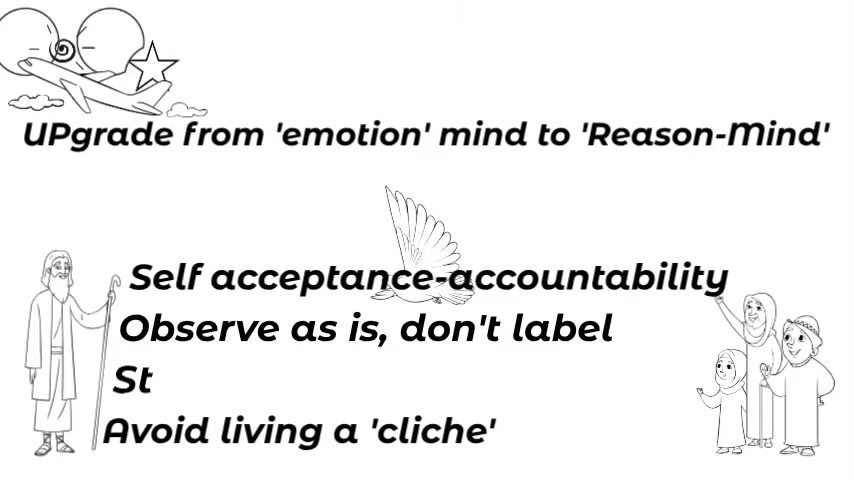 UPgrade from 'emotion' mind to 'Reason-Mind'
Self acceptance-accountability
Observe as is, don't label
St
Avoid living a 'cliche'